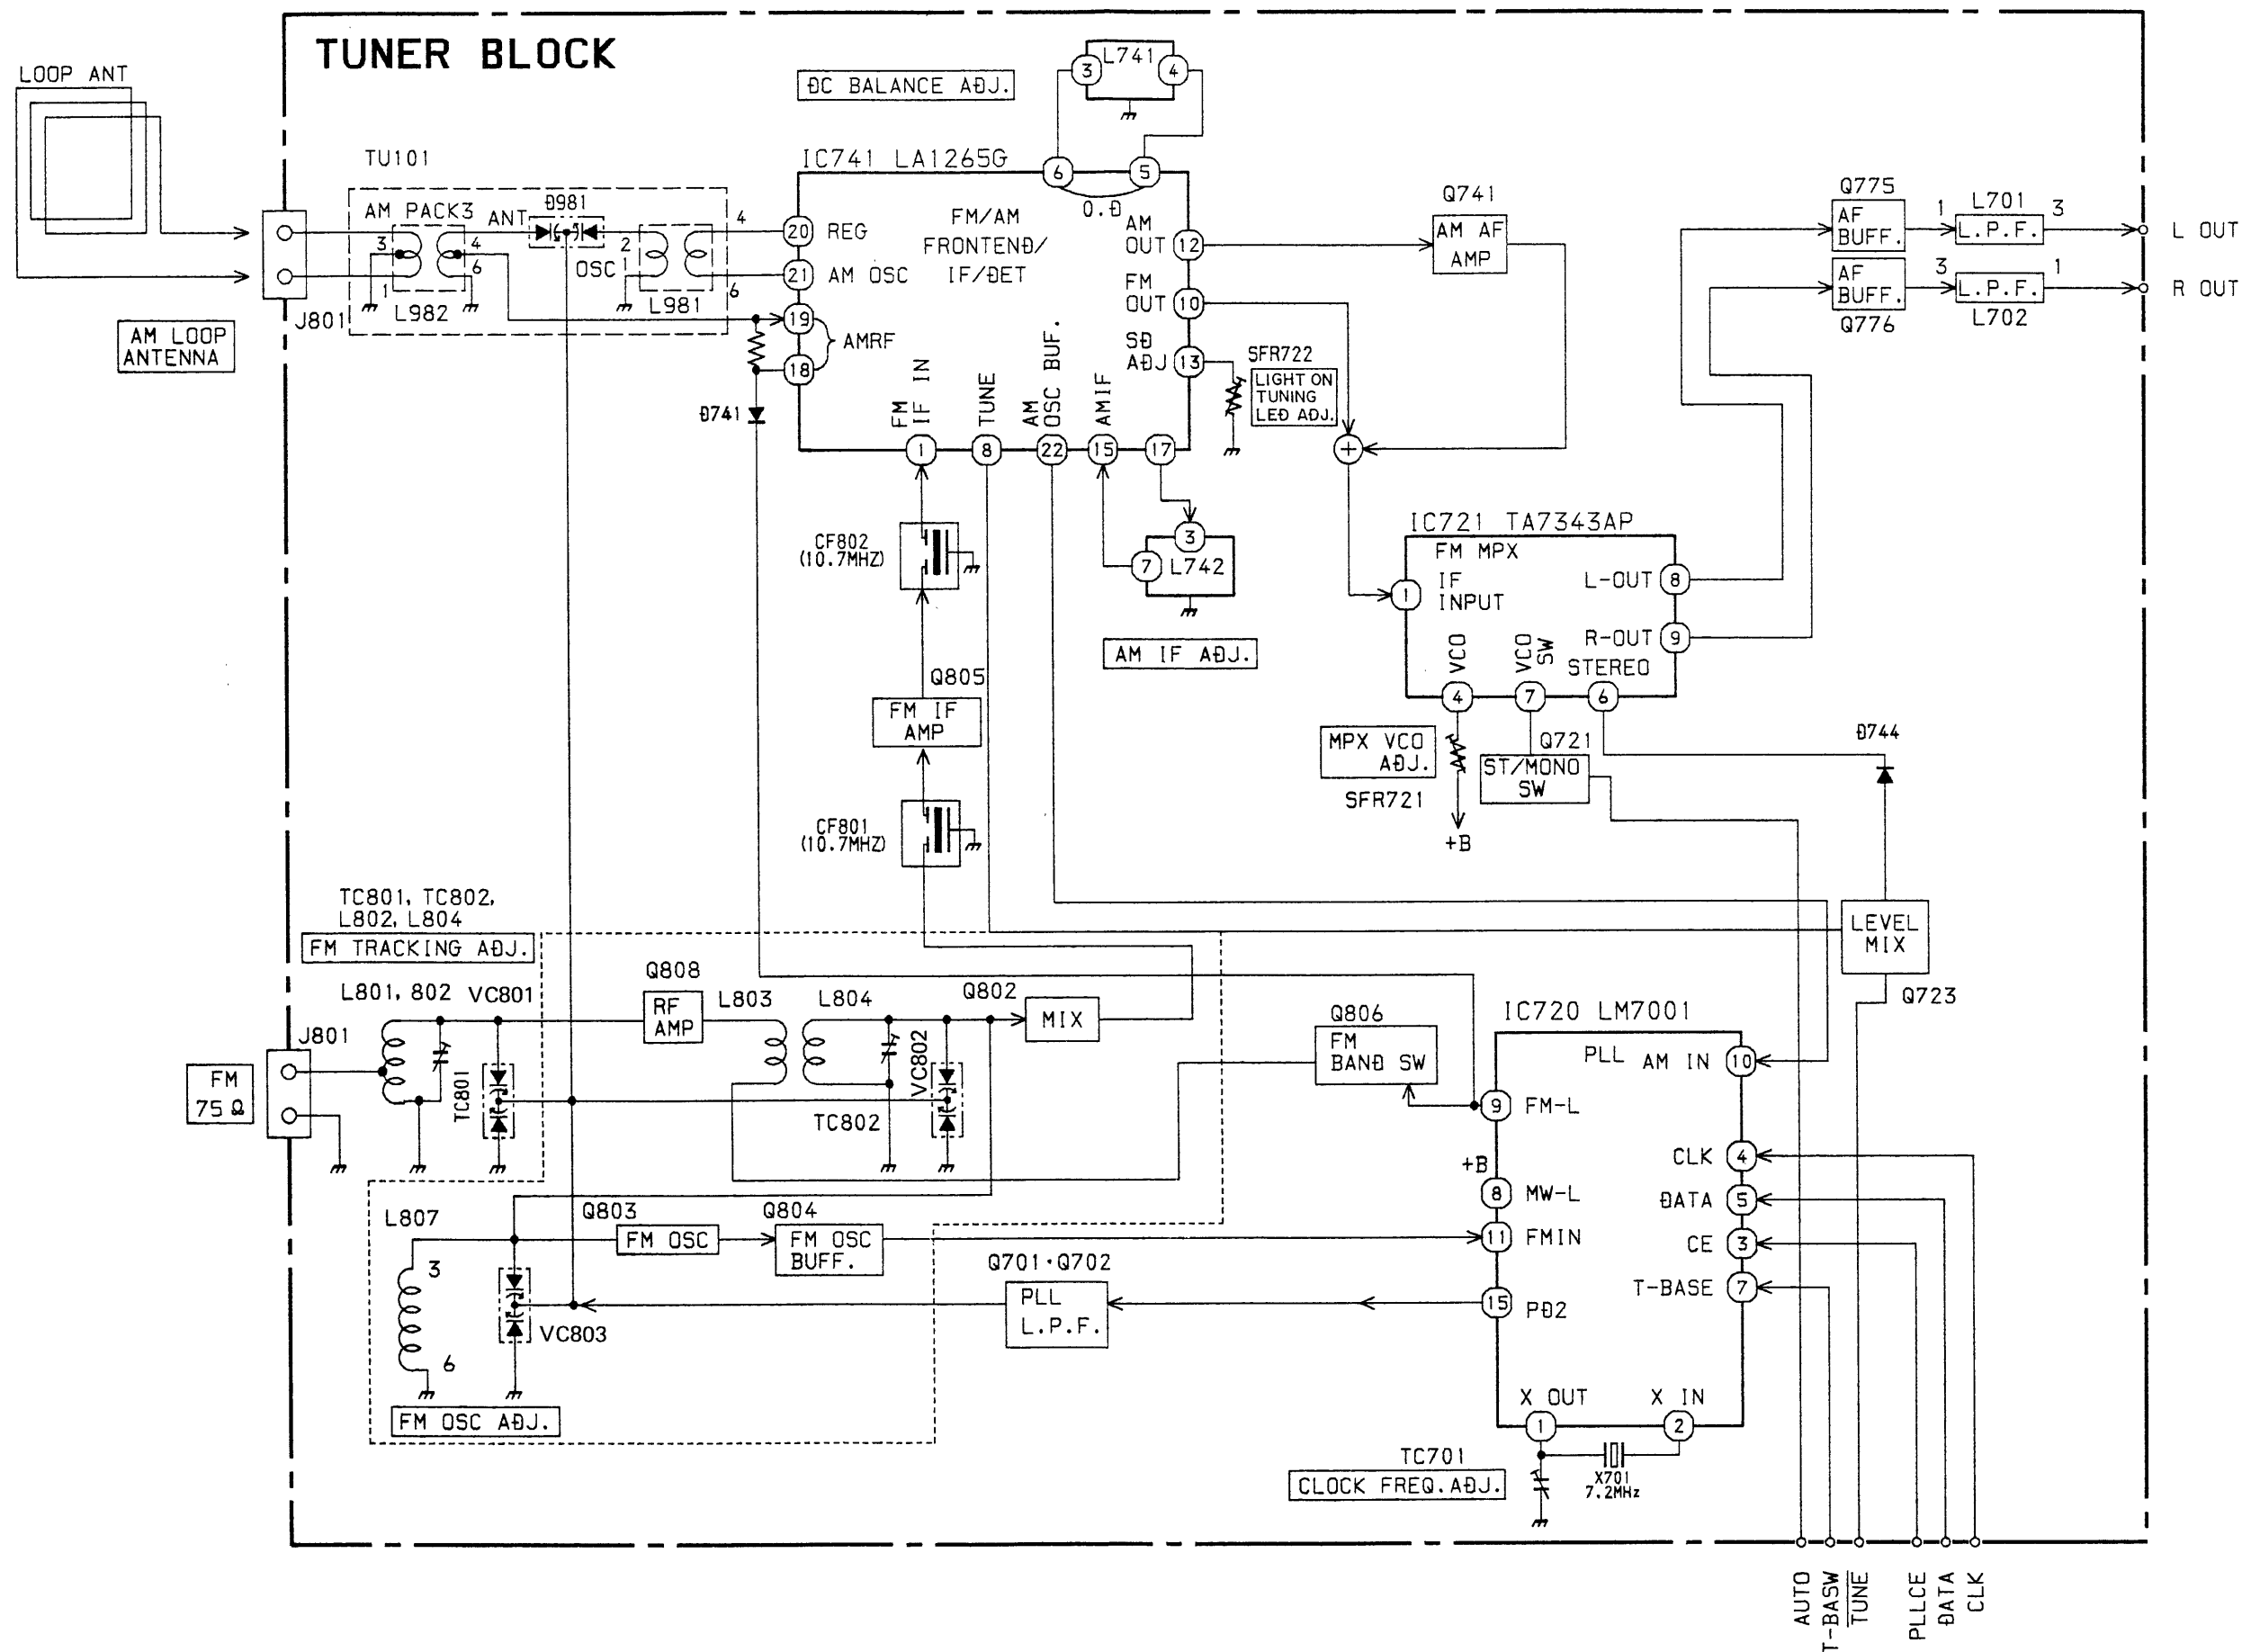 TUNER BLOCK
LOOP ANT
DC BALANCE ADJ.
L741
3
4
TU101
IC741 LA1265G
6
5
O.D
AM PACK3
ANT
D981
4
3
4
6
1
L982
OSC
2
1
L981
6
J801
AM LOOP
ANTENNA
20
REG
21
AM OSC
19
18
AMRF
FM/AM
FRONTEND/
IF/DET
AM
OUT
12
FM
OUT
10
SD
ADJ
13
FM
IF IN
TUNE
AM
OSC BUF.
AMIF
1
8
22
15
17
D741
SFR722
LIGHT ON
TUNING
LED ADJ.
Q741
AM AF
AMP
+
Q775
AF
BUFF.
1
L701
L.P.F.
3
L OUT
AF
BUFF.
Q776
3
L.P.F.
L702
1
R OUT
CF802
(10.7MHZ)
3
7
L742
AM IF ADJ.
IC721 TA7343AP
FM MPX
1
IF
INPUT
L-OUT
8
R-OUT
9
VCO
VCO
SW
STEREO
4
7
6
Q805
FM IF
AMP
MPX VCO
ADJ.
SFR721
+B
Q721
ST/MONO
SW
D744
CF801
(10.7MHZ)
TC801, TC802,
L802, L804
FM TRACKING ADJ.
LEVEL
MIX
Q723
L801, 802
VC801
Q808
RF
AMP
L803
L804
Q802
MIX
J801
FM
75 Ω
TC801
TC802
VC802
Q806
FM
BAND SW
IC720 LM7001
PLL
AM IN
10
9
FM-L
+B
8
MW-L
11
FMIN
15
PD2
CLK
4
DATA
5
CE
3
T-BASE
7
L807
3
6
Q803
FM OSC
Q804
FM OSC
BUFF.
VC803
Q701·Q702
PLL
L.P.F.
FM OSC ADJ.
X OUT
X IN
1
2
TC701
CLOCK FREQ.ADJ.
X701
7.2MHz
AUTO
T-BASW
TUNE
PLLCE
DATA
CLK